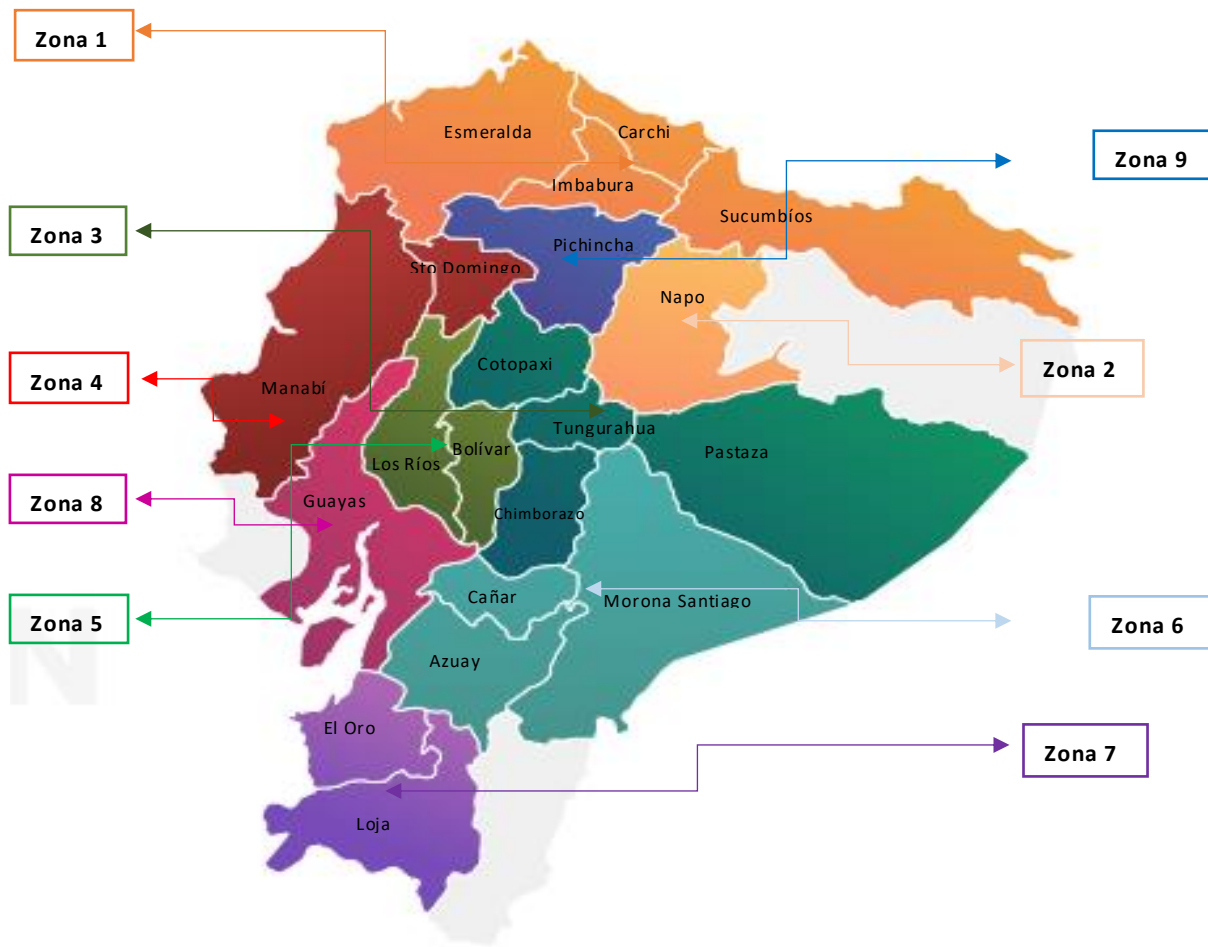 Zona 1
Esmeralda
Carchi
Zona 9
Imbabura
Sucumbíos
Zona 3
Pichincha
Sto Domingo
Napo
Cotopaxi
Zona 2
Zona 4
Manabí
Tungurahua
Bolívar
Pastaza
Los Ríos
Zona 8
Guayas
Chimborazo
Cañar
Morona Santiago
Zona 5
Zona 6
Azuay
N
El Oro
Zona 7
Loja